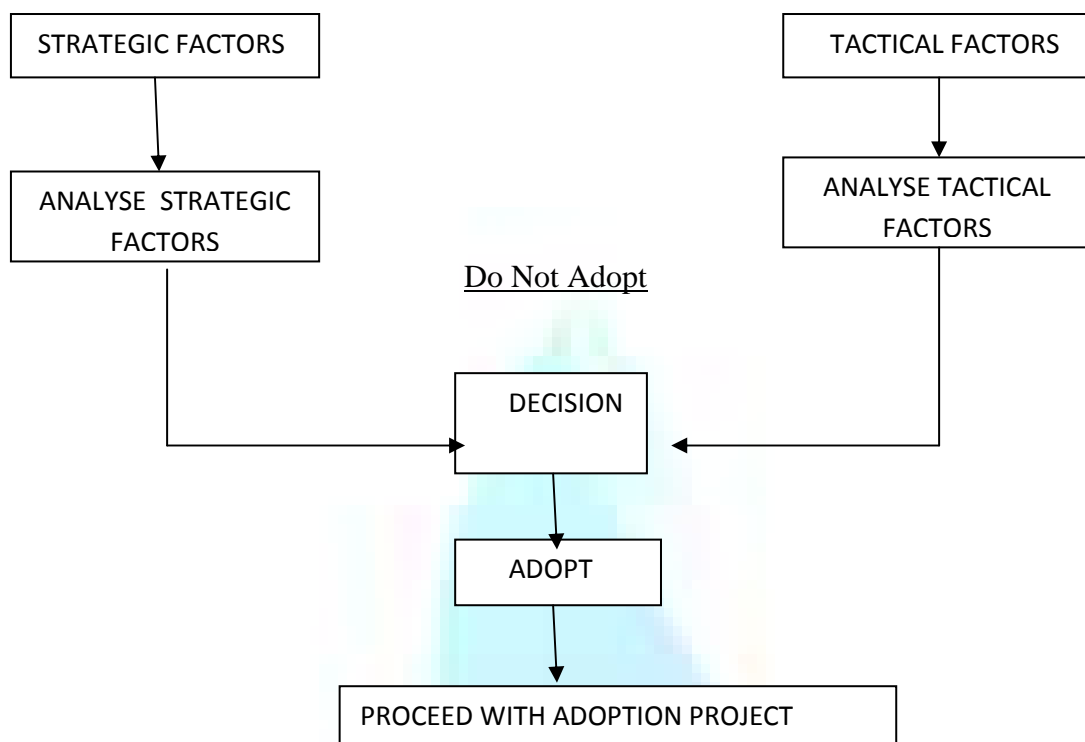 STRATEGIC FACTORS
TACTICAL FACTORS
ANALYSE STRATEGIC
FACTORS
ANALYSE TACTICAL
FACTORS
Do Not Adopt
DECISION
ADOPT
PROCEED WITH ADOPTION PROJECT